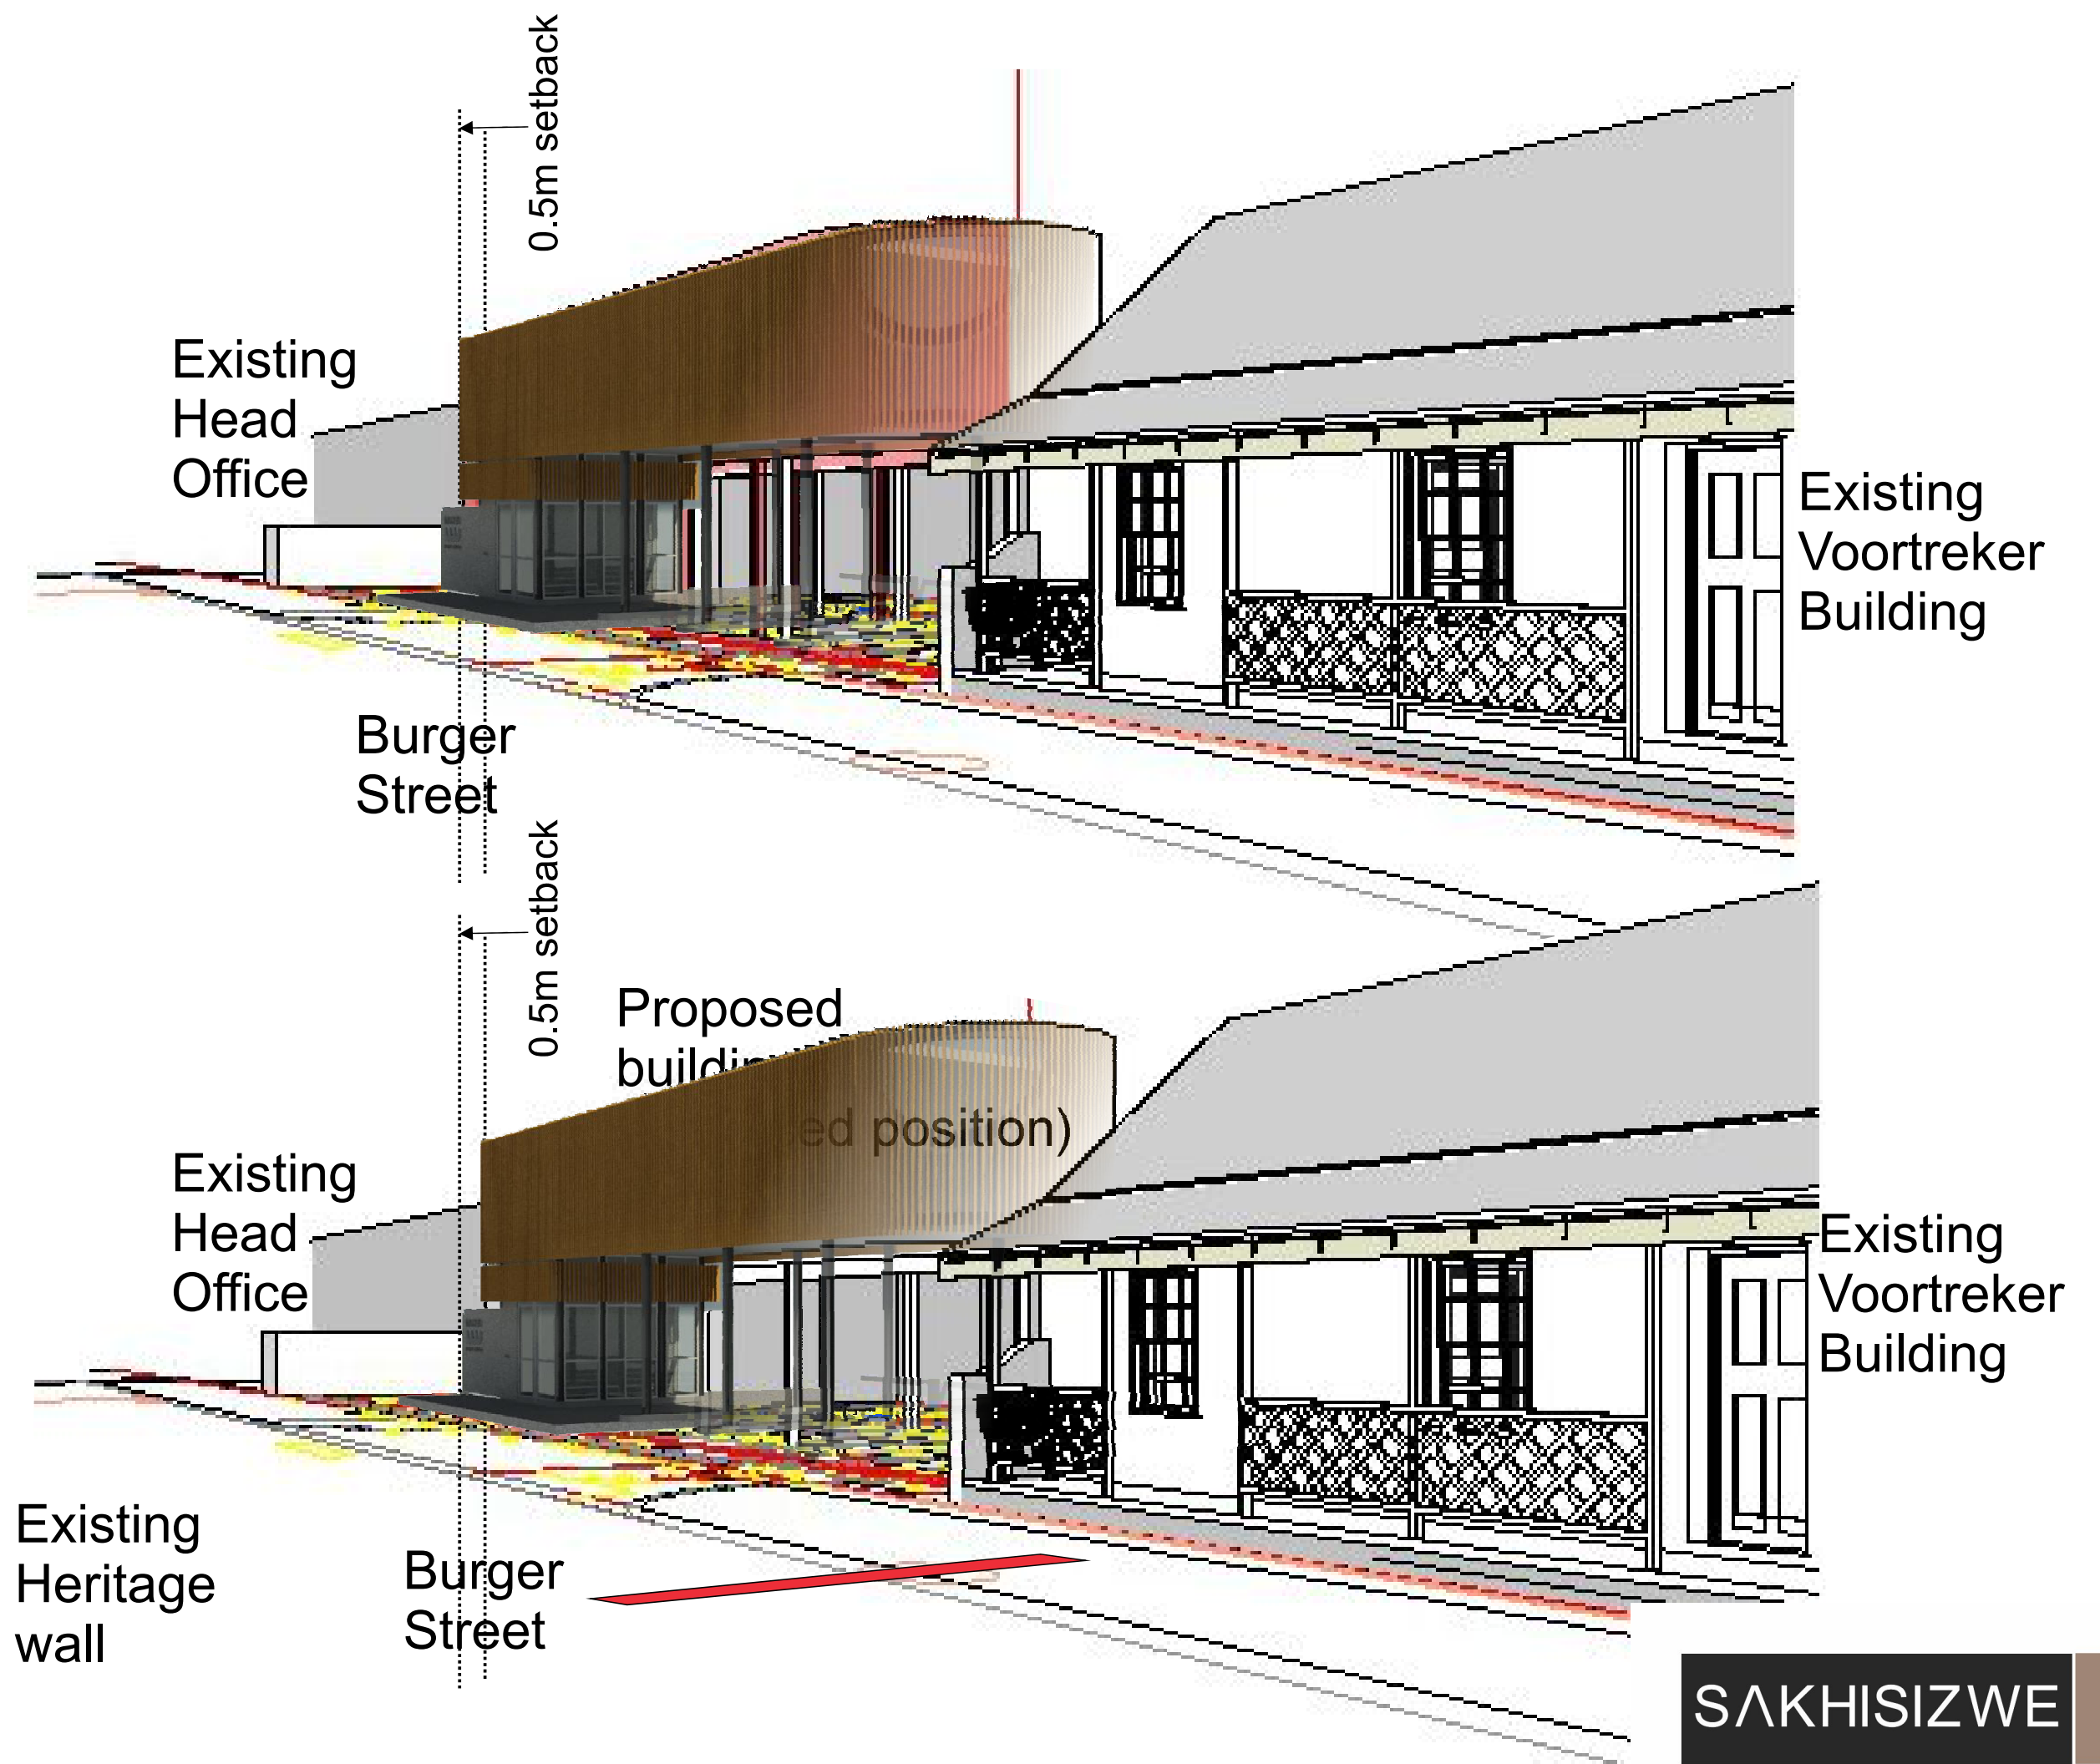 0.5m setback
Existing
Head
Office
Existing
Voortreker
Building
Burger
Street
0.5m setback
Proposed
position)
Existing
Head
Office
Existing
Voortreker
Building
Existing
Heritage
wall
Burger
Street
SΛKHISIZWE